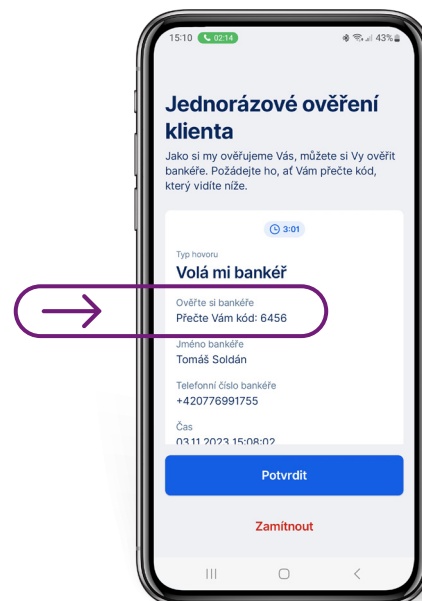 15:10 02:14 43%
Jednorázové ověření
klienta
Jako si my ověřujeme Vás, můžete si Vy ověřit
bankéře. Požádejte ho, ať Vám přečte kód,
který vidíte níže.
3:01
Typ hovoru
Volá mi bankéř
Ověřte si bankéře
Přečte Vám kód: 6456
Jméno bankéře
Tomáš Soldán
Telefonní číslo bankéře
+420776991755
Čas
03.11.2023 15:08:02
Potvrdit
Zamítnout